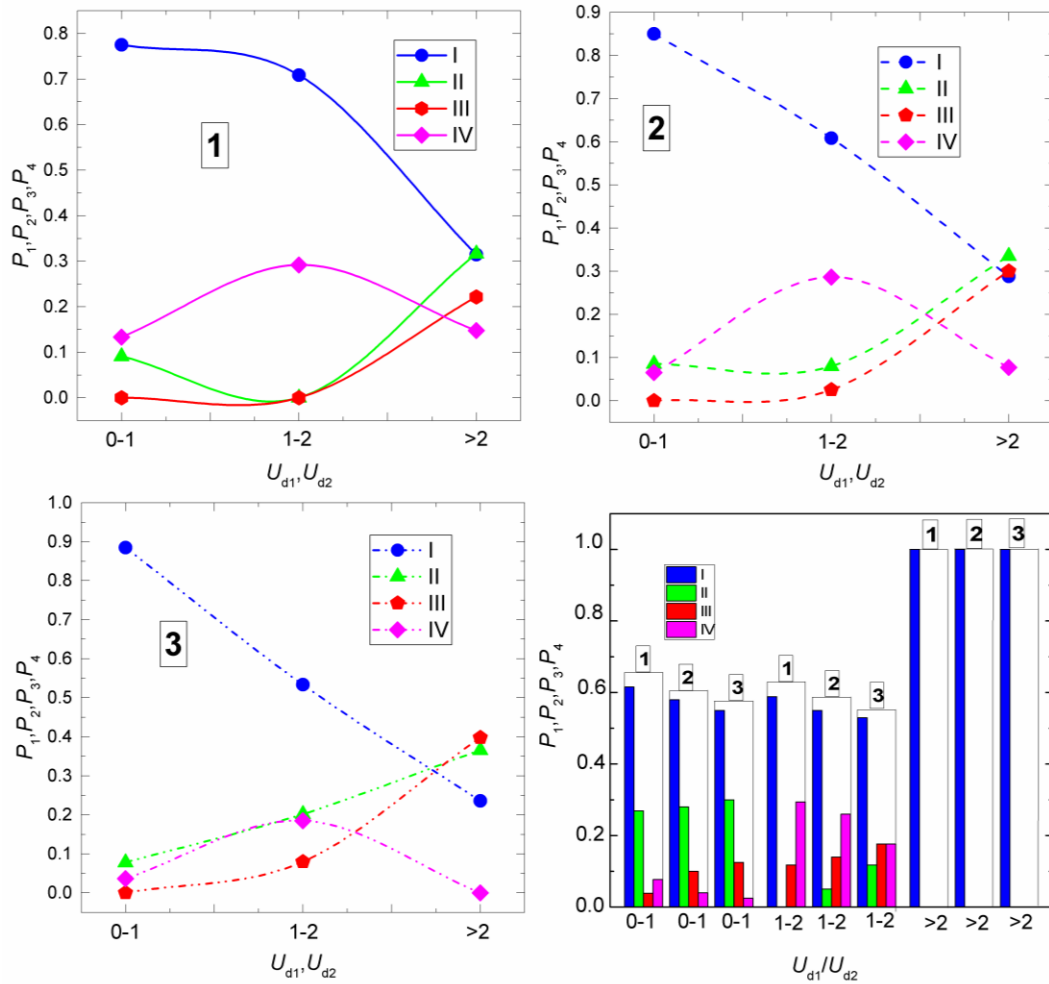 0.8
0.7
0.6
0.5
0.4
0.3
0.2
0.1
0.0
P1,P2,P3,P4
1
I
II
III
IV
0-1
1-2
>2
Ud1,Ud2
0.9
0.8
0.7
0.6
0.5
0.4
0.3
0.2
0.1
0.0
P1,P2,P3,P4
2
I
II
III
IV
0-1
1-2
>2
Ud1,Ud2
1.0
0.9
0.8
0.7
0.6
0.5
0.4
0.3
0.2
0.1
0.0
P1,P2,P3,P4
3
I
II
III
IV
0-1
1-2
>2
Ud1,Ud2
1.0
0.8
0.6
0.4
0.2
0.0
P1,P2,P3,P4
I
II
III
IV
1 2 3 1 2 3 1 2 3
0-1 0-1 0-1 1-2 1-2 1-2 >2 >2 >2
Ud1/Ud2